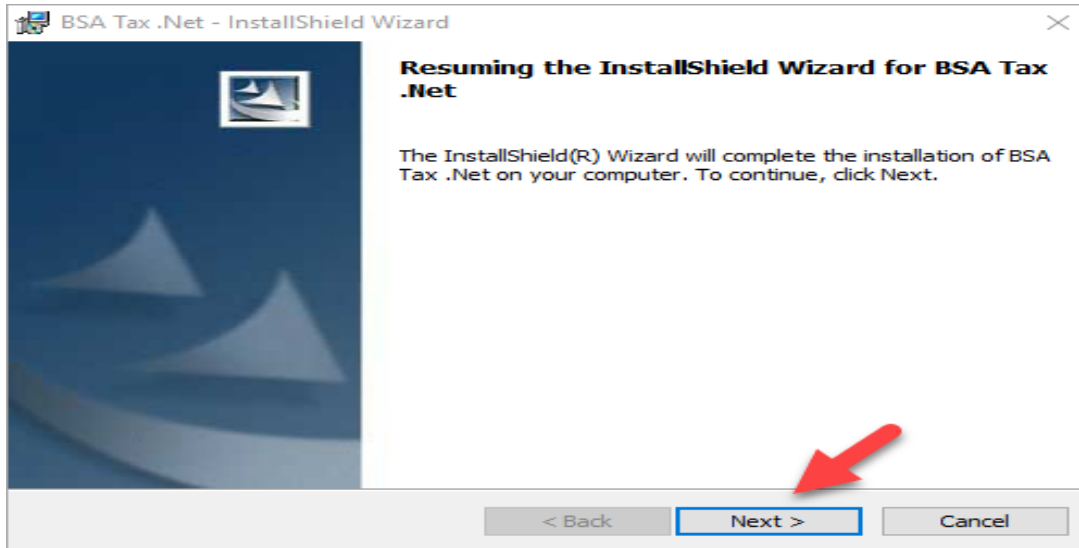 BSA Tax .Net - InstallShield Wizard
Resuming the InstallShield Wizard for BSA Tax
.Net
The InstallShield(R) Wizard will complete the installation of BSA
Tax .Net on your computer. To continue, click Next.
< Back Next > Cancel